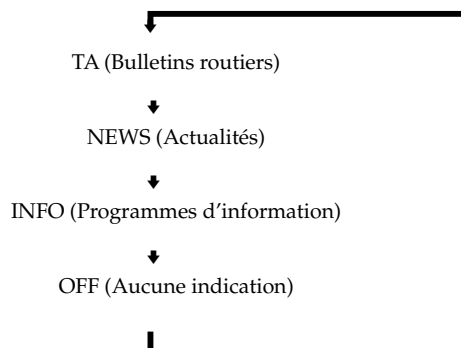 TA (Bulletins routiers)
NEWS (Actualités)
INFO (Programmes d'information)
OFF (Aucune indication)